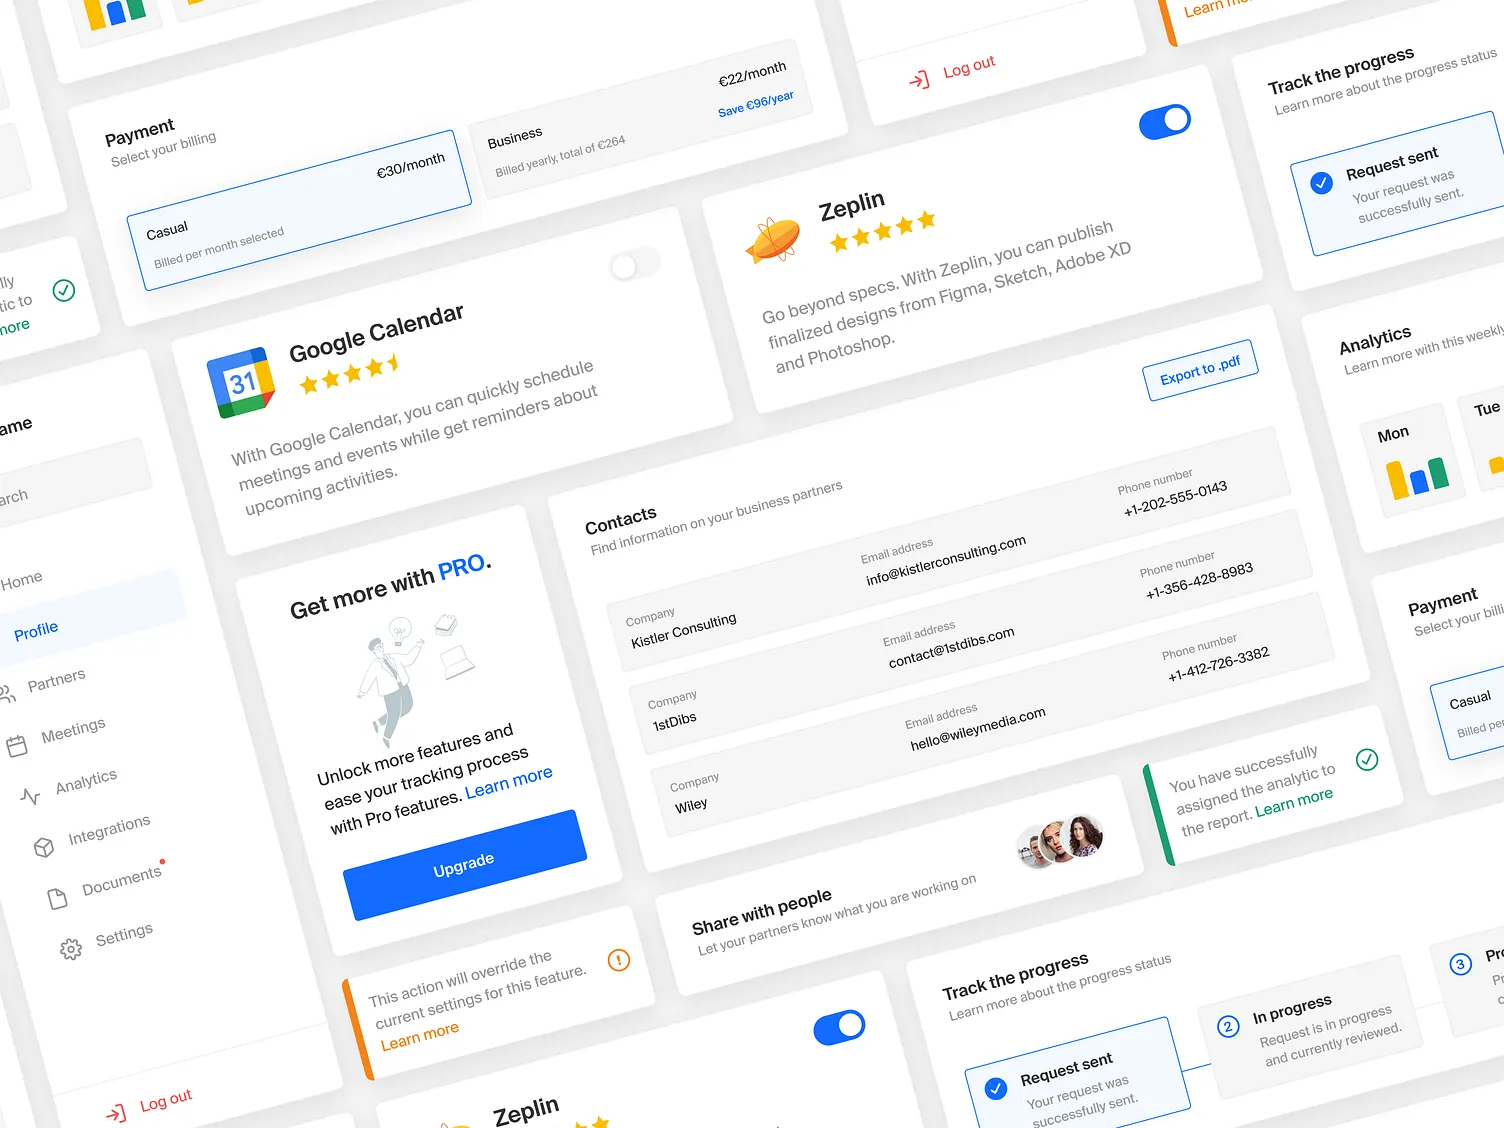 Learn
Log out
Track the progress
Learn more about the progress status
Request sent
Your request was
successfully sent.
Payment
Select your billing
Casual
€30/month
Billed per month selected
Business
€22/month
Billed yearly, total of €264
Save €96/year
to
more
Google Calendar
31
With Google Calendar, you can quickly schedule
meetings and events while get reminders about
upcoming activities.
Zeplin
Go beyond specs. With Zeplin, you can publish
finalized designs from Figma, Sketch, Adobe XD
and Photoshop.
Analytics
Learn more with this weekly
Mon
Tue
Export to .pdf
Contacts
Find information on your business partners
Company
Kistler Consulting
Email address
info@kistlerconsulting.com
Phone number
+1-202-555-0143
Company
1stDibs
Email address
contact@1stdibs.com
Phone number
+1-356-428-8983
Company
Wiley
Email address
hello@wileymedia.com
Phone number
+1-412-726-3382
Home
Profile
Partners
Meetings
Analytics
Integrations
Documents
Settings
Log out
Get more with PRO.
Unlock more features and
ease your tracking process
with Pro features. Learn more
Upgrade
Payment
Select your
Casual
Billed
You have successfully
assigned the analytic to
the report. Learn more
Share with people
Let your partners know what you are working on
This action will override the
current settings for this feature.
Learn more
Zeplin
Track the progress
Learn more about the progress status
Request sent
Your request was
successfully sent.
2
In progress
Request is in progress
and currently reviewed.
3